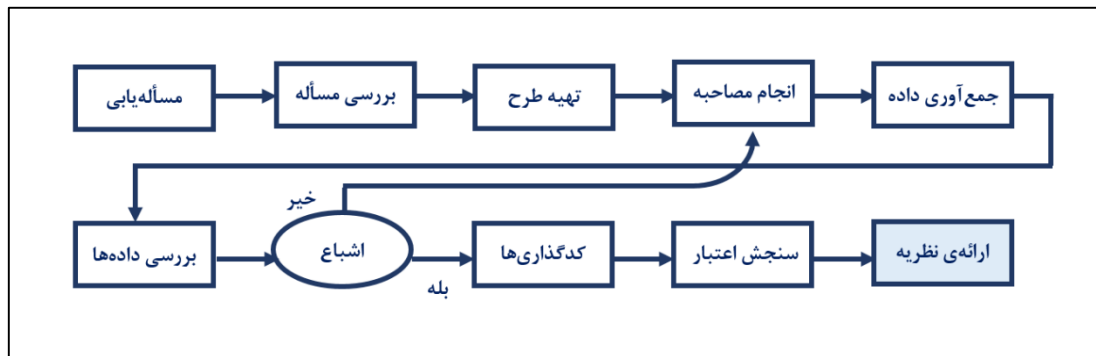 مسأله‌یابی
بررسی مسأله
تهیه طرح
انجام مصاحبه
جمع‌آوری داده
بررسی داده‌ها
اشباع
خیر
بله
کدگذاری‌ها
سنجش اعتبار
ارائه‌ی نظریه